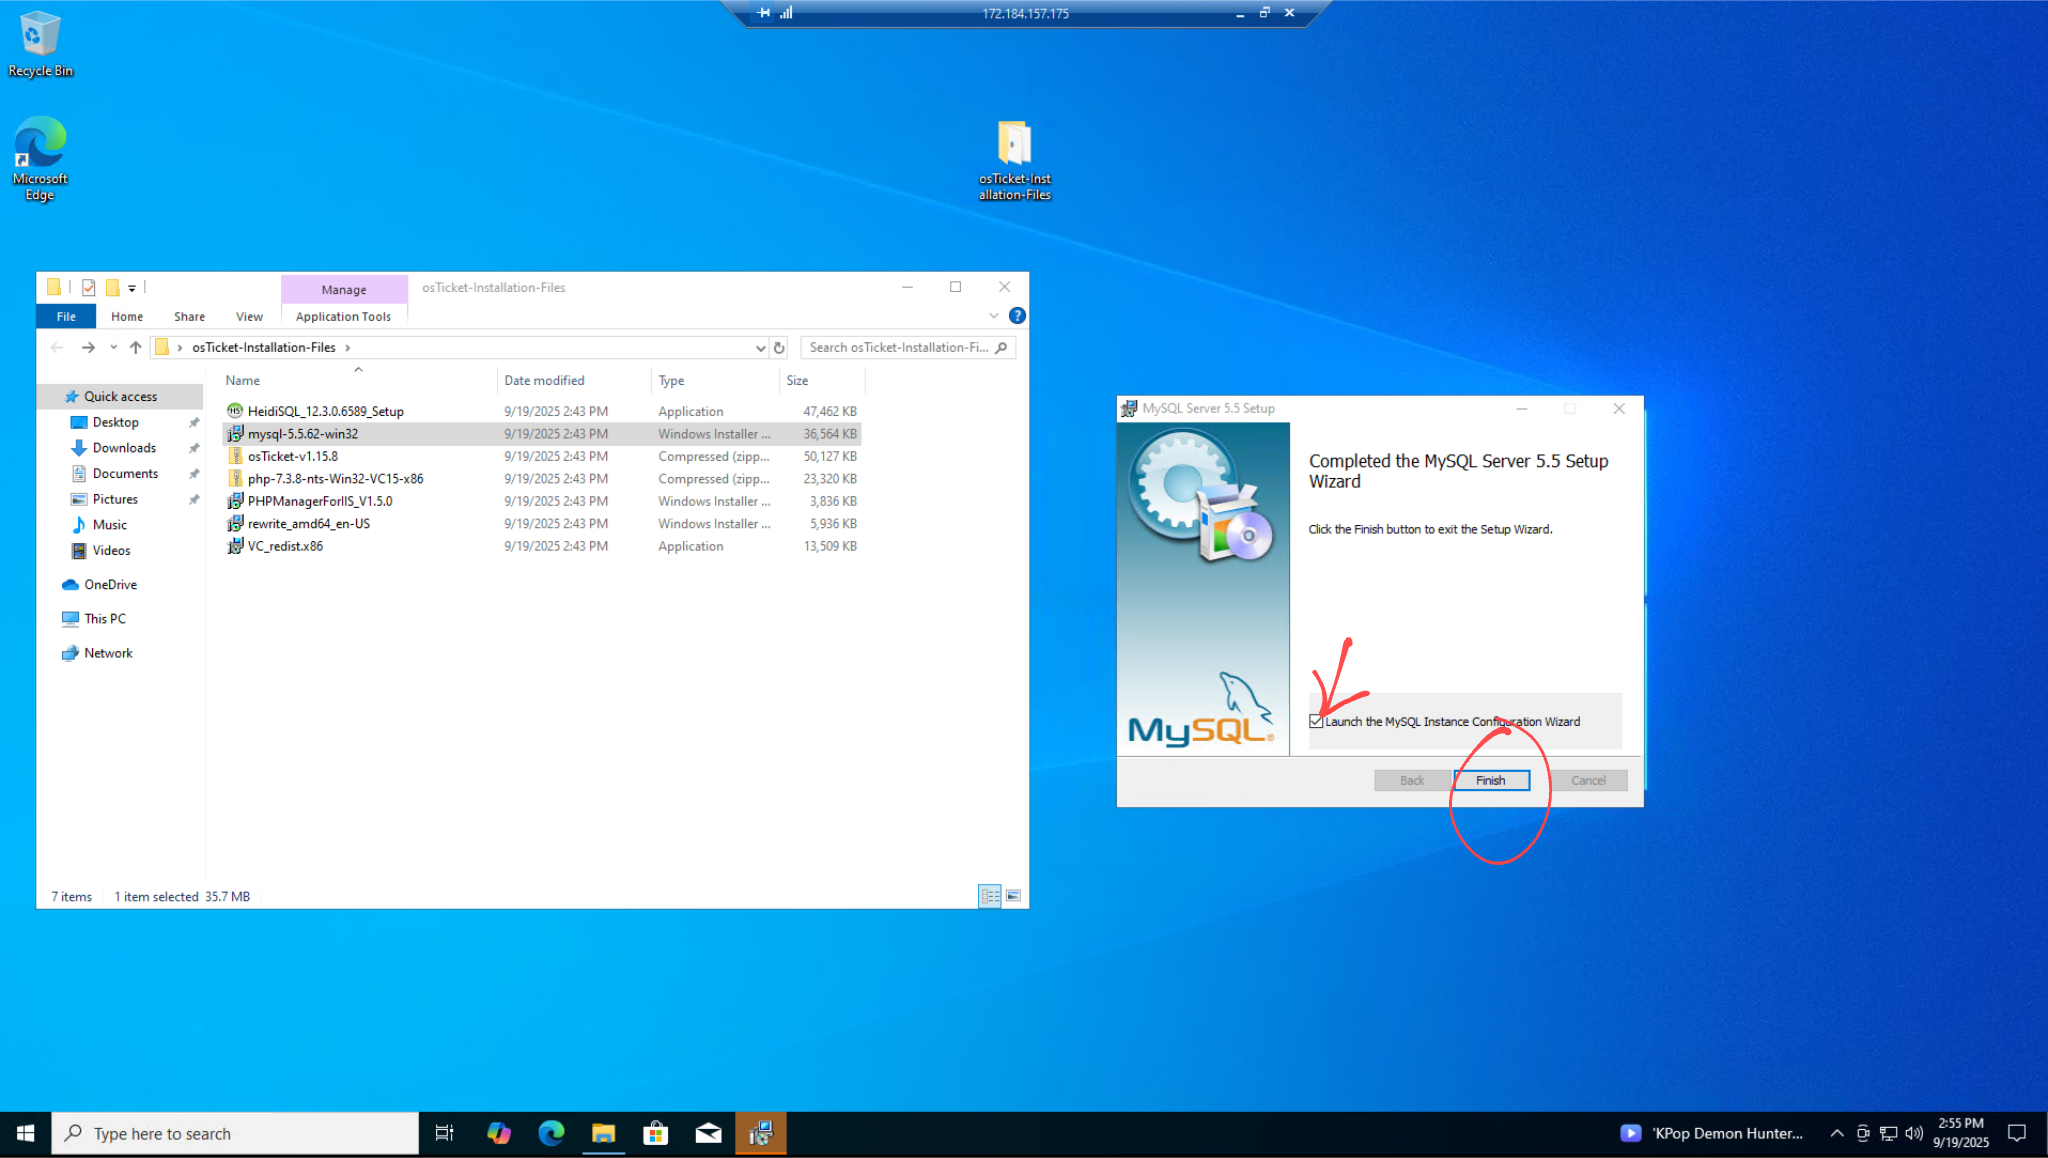 172.184.157.175
Recycle Bin
Microsoft
Edge
osTicket-Inst
allation-Files
Manage
osTicket-Installation-Files
File
Home
Share
View
Application Tools
osTicket-Installation-Files
Search osTicket-Installation-Fi...
Name
Date modified
Type
Size
Quick access
Desktop
Downloads
Documents
Pictures
Music
Videos
OneDrive
This PC
Network
HeidiSQL_12.3.0.6589_Setup 9/19/2025 2:43 PM Application 47,462 KB
mysql-5.5.62-win32 9/19/2025 2:43 PM Windows Installer ... 36,564 KB
osTicket-v1.15.8 9/19/2025 2:43 PM Compressed (zipp... 50,127 KB
php-7.3.8-nts-Win32-VC15-x86 9/19/2025 2:43 PM Compressed (zipp... 23,320 KB
PHPManagerForIIS_V1.5.0 9/19/2025 2:43 PM Windows Installer ... 3,836 KB
rewrite_amd64_en-US 9/19/2025 2:43 PM Windows Installer ... 5,936 KB
VC_redist.x86 9/19/2025 2:43 PM Application 13,509 KB
7 items 1 item selected 35.7 MB
MySQL Server 5.5 Setup
Completed the MySQL Server 5.5 Setup
Wizard
Click the Finish button to exit the Setup Wizard.
MySQL®
Launch the MySQL Instance Configuration Wizard
Back
Finish
Cancel
Type here to search
'KPop Demon Hunter...
2:55 PM
9/19/2025